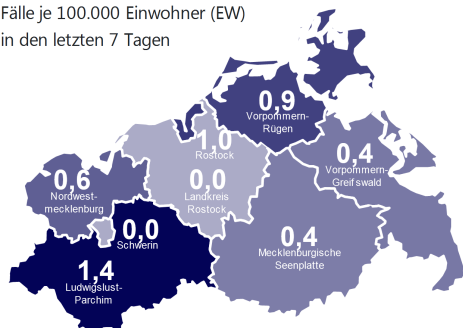 Fälle je 100.000 Einwohner (EW)
in den letzten 7 Tagen
0,9
Vorpommern-
Rügen
1,0
Rostock
0,4
Vorpommern-
Greifswald
0,6
Nordwest-
mecklenburg
0,0
Landkreis
Rostock
0,0
Schwerin
0,4
Mecklenburgische
Seenplatte
1,4
Ludwigslust-
Parchim